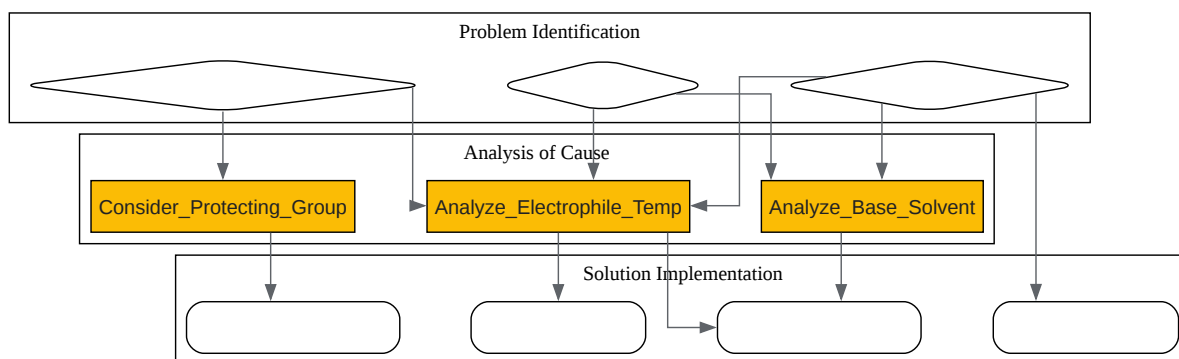 Problem Identification
Analysis of Cause
Consider_Protecting_Group
Analyze_Electrophile_Temp
Analyze_Base_Solvent
Solution Implementation